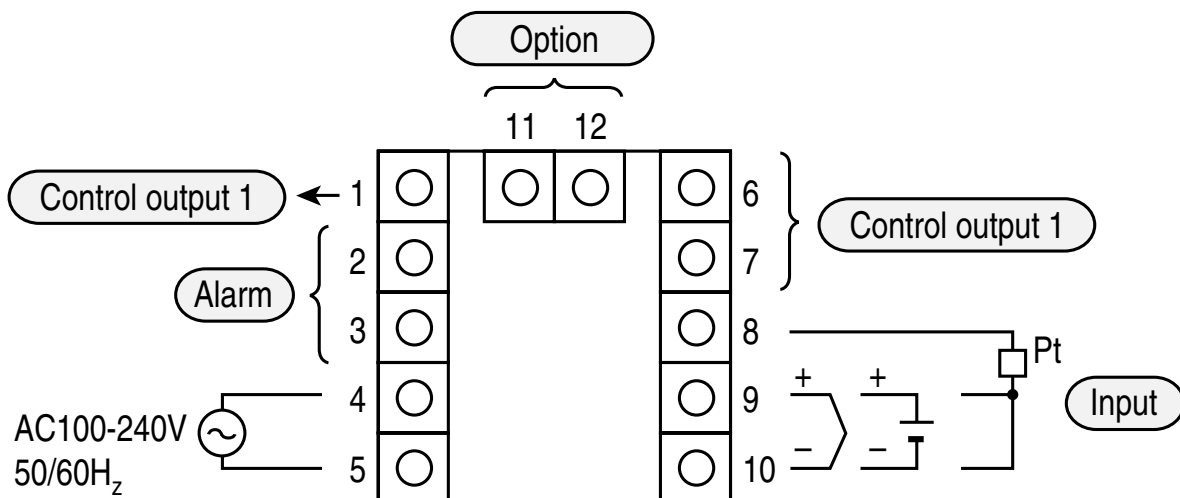 Option
11 12
Control output 1
1
6
Control output 1
2
7
Alarm
3
8
Pt
4
9
+
+
Input
AC100-240V
50/60Hz
5
10
−
−